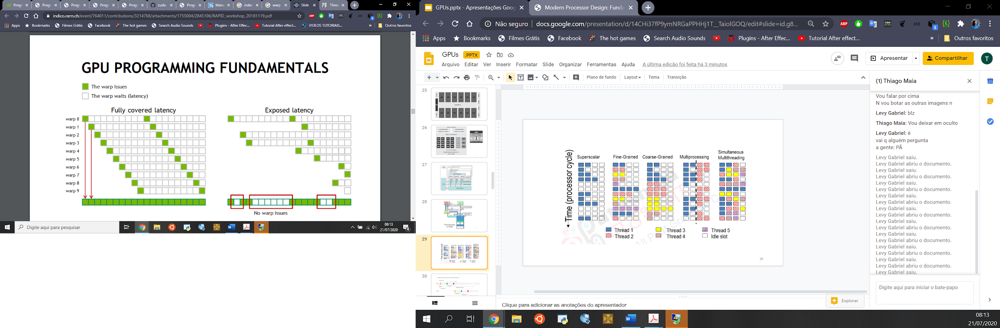 Progr
Progr
Progr
Progr
Progr
cuda-
Progr
Mana
index
warp
Slide
Threa
indico.cern.ch/event/764011/contributions/3214768/attachments/1755004/2845106/RAPID_workshop_20181119.pdf
Apps
Bookmarks
Filmes Grátis
Facebook
The hot games
Search Audio Sounds
Plugins - After Effec...
Tutorial After effect...
VIDEOS TUTORIAIS...
»
Outros favoritos
GPU PROGRAMMING FUNDAMENTALS
The warp issues
The warp waits (latency)
Fully covered latency
Exposed latency
warp 0
warp 1
warp 2
warp 3
warp 4
warp 5
warp 6
warp 7
warp 8
warp 9
No warp issues
Digite aqui para pesquisar
08:13
21/07/2020
4
GPUs.pptx - Apresentações Goog
Modern Processor Design: Funda
Não seguro
docs.google.com/presentation/d/14CHi37fP9ymNRGaPPHHj1T__TaiolGOQ/edit#slide=id.g8...
ABP
Apps
Bookmarks
Filmes Grátis
Facebook
The hot games
Search Audio Sounds
Plugins - After Effec...
Tutorial After effect...
»
Outros favoritos
GPUs
.PPTX
Arquivo Editar Ver Inserir Formatar Slide Organizar Ferramentas Ajuda
A última edição foi feita há 3 minutos
Apresentar
Compartilhar
T
Plano de fundo
Layout
Tema
Transição
25
26
27
28
29
30
Time (processor cycle)
Superscalar
Fine-Grained
Coarse-Grained
Multiprocessing
Simultaneous
Multithreading
Thread 1
Thread 2
Thread 3
Thread 4
Thread 5
Idle slot
29
Clique para adicionar as anotações do apresentador
Explorar
(1) Thiago Maia
Vou falar por cima
N vou botar as outras imagens n
Levy Gabriel: blz
Thiago Maia: Vou deixar em oculto
Levy Gabriel: é
vai q alguém pergunta
a gente: PÃ
Levy Gabriel saiu.
Levy Gabriel abriu o documento.
Levy Gabriel saiu.
Levy Gabriel abriu o documento.
Levy Gabriel saiu.
Levy Gabriel abriu o documento.
Levy Gabriel saiu.
Levy Gabriel abriu o documento.
Levy Gabriel saiu.
Levy Gabriel abriu o documento.
Levy Gabriel saiu.
Levy Gabriel abriu o documento.
Levy Gabriel saiu.
Levy Gabriel abriu o documento.
Levy Gabriel saiu.
Levy Gabriel abriu o documento.
Levy Gabriel saiu.
Levy Gabriel abriu o documento.
Levy Gabriel saiu.
Digite aqui para iniciar o bate-papo
08:13
21/07/2020